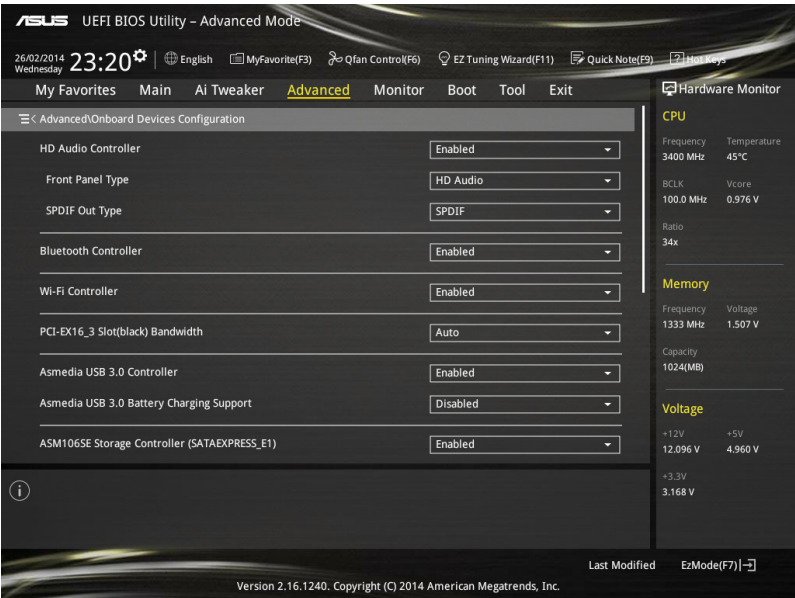 ASUS UEFI BIOS Utility – Advanced Mode
26/02/2014 Wednesday 23:20 English MyFavorite(F3) Qfan Control(F6) EZ Tuning Wizard(F11) Quick Note(F9) ? Hot Keys
My Favorites Main Ai Tweaker Advanced Monitor Boot Tool Exit
Advanced\Onboard Devices Configuration
HD Audio Controller Enabled
Front Panel Type HD Audio
SPDIF Out Type SPDIF
Bluetooth Controller Enabled
Wi-Fi Controller Enabled
PCI-EX16_3 Slot(black) Bandwidth Auto
Asmedia USB 3.0 Controller Enabled
Asmedia USB 3.0 Battery Charging Support Disabled
ASM106SE Storage Controller (SATAEXPRESS_E1) Enabled
Hardware Monitor
CPU
Frequency Temperature
3400 MHz 45°C
BCLK Vcore
100.0 MHz 0.976 V
Ratio
34x
Memory
Frequency Voltage
1333 MHz 1.507 V
Capacity
1024(MB)
Voltage
+12V +5V
12.096 V 4.960 V
+3.3V
3.168 V
Last Modified EzMode(F7)
Version 2.16.1240. Copyright (C) 2014 American Megatrends, Inc.